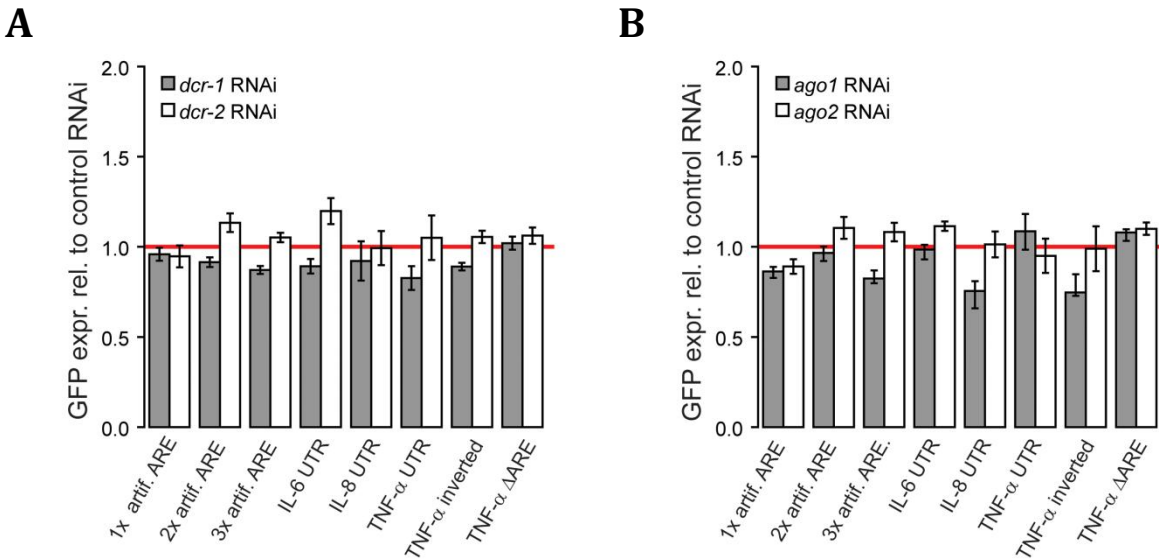 A
GFP expr. rel. to control RNAi
2.0
1.5
1.0
0.5
0.0
dcr-1 RNAi
dcr-2 RNAi
1x artif. ARE
2x artif. ARE
3x artif. ARE
IL-6 UTR
IL-8 UTR
TNF-α UTR
TNF-α inverted
TNF-α ΔARE
B
GFP expr. rel. to control RNAi
2.0
1.5
1.0
0.5
0.0
ago1 RNAi
ago2 RNAi
1x artif. ARE
2x artif. ARE
3x artif. ARE.
IL-6 UTR
IL-8 UTR
TNF-α UTR
TNF-α inverted
TNF-α ΔARE